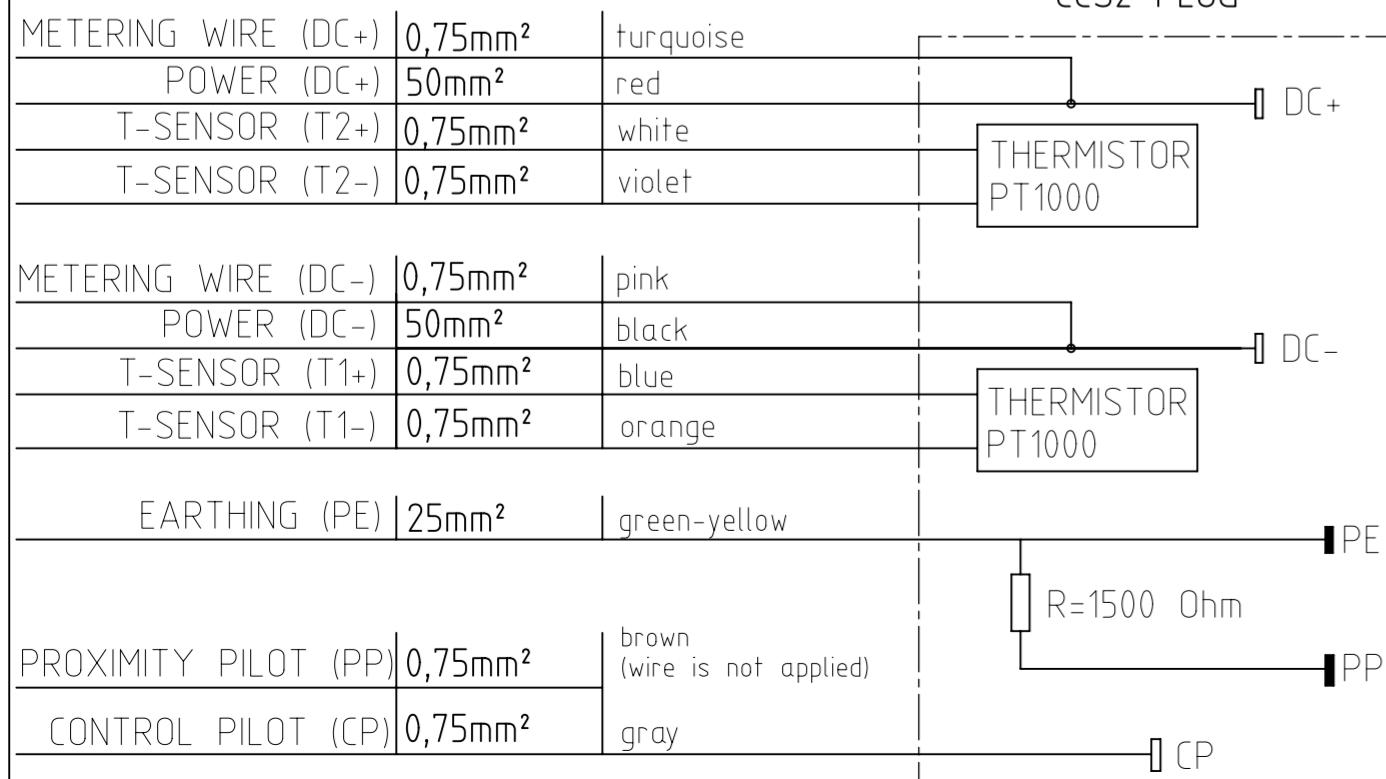 CCS2 PLUG
METERING WIRE (DC+) 0,75mm² turquoise
POWER (DC+) 50mm² red
DC+
T-SENSOR (T2+) 0,75mm² white
THERMISTOR
T-SENSOR (T2-) 0,75mm² violet
PT1000
METERING WIRE (DC-) 0,75mm² pink
POWER (DC-) 50mm² black
DC-
T-SENSOR (T1+) 0,75mm² blue
THERMISTOR
T-SENSOR (T1-) 0,75mm² orange
PT1000
EARTHING (PE) 25mm² green-yellow
PE
R=1500 Ohm
brown
PROXIMITY PILOT (PP) 0,75mm² (wire is not applied)
PP
CONTROL PILOT (CP) 0,75mm² gray
CP